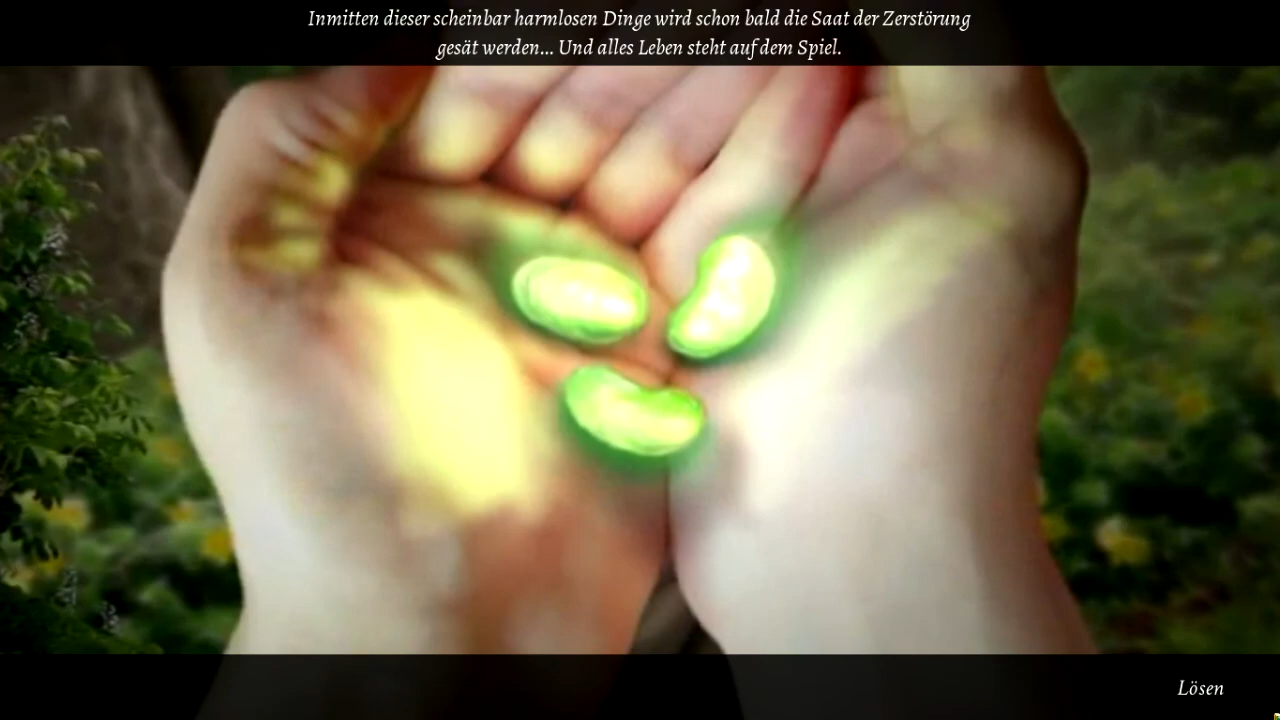 Inmitten dieser scheinbar harmlosen Dinge wird schon bald die Saat der Zerstörung
gesät werden... Und alles Leben steht auf dem Spiel.
Lösen